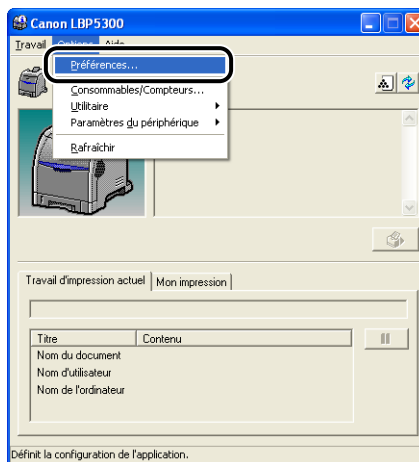 Canon LBP5300
Travail Options Aide
Préférences...
Consommables/Compteurs...
Utilitaire
Paramètres du périphérique
Rafraîchir
Travail d'impression actuel Mon impression
Titre Contenu
Nom du document
Nom d'utilisateur
Nom de l'ordinateur
Définit la configuration de l'application.